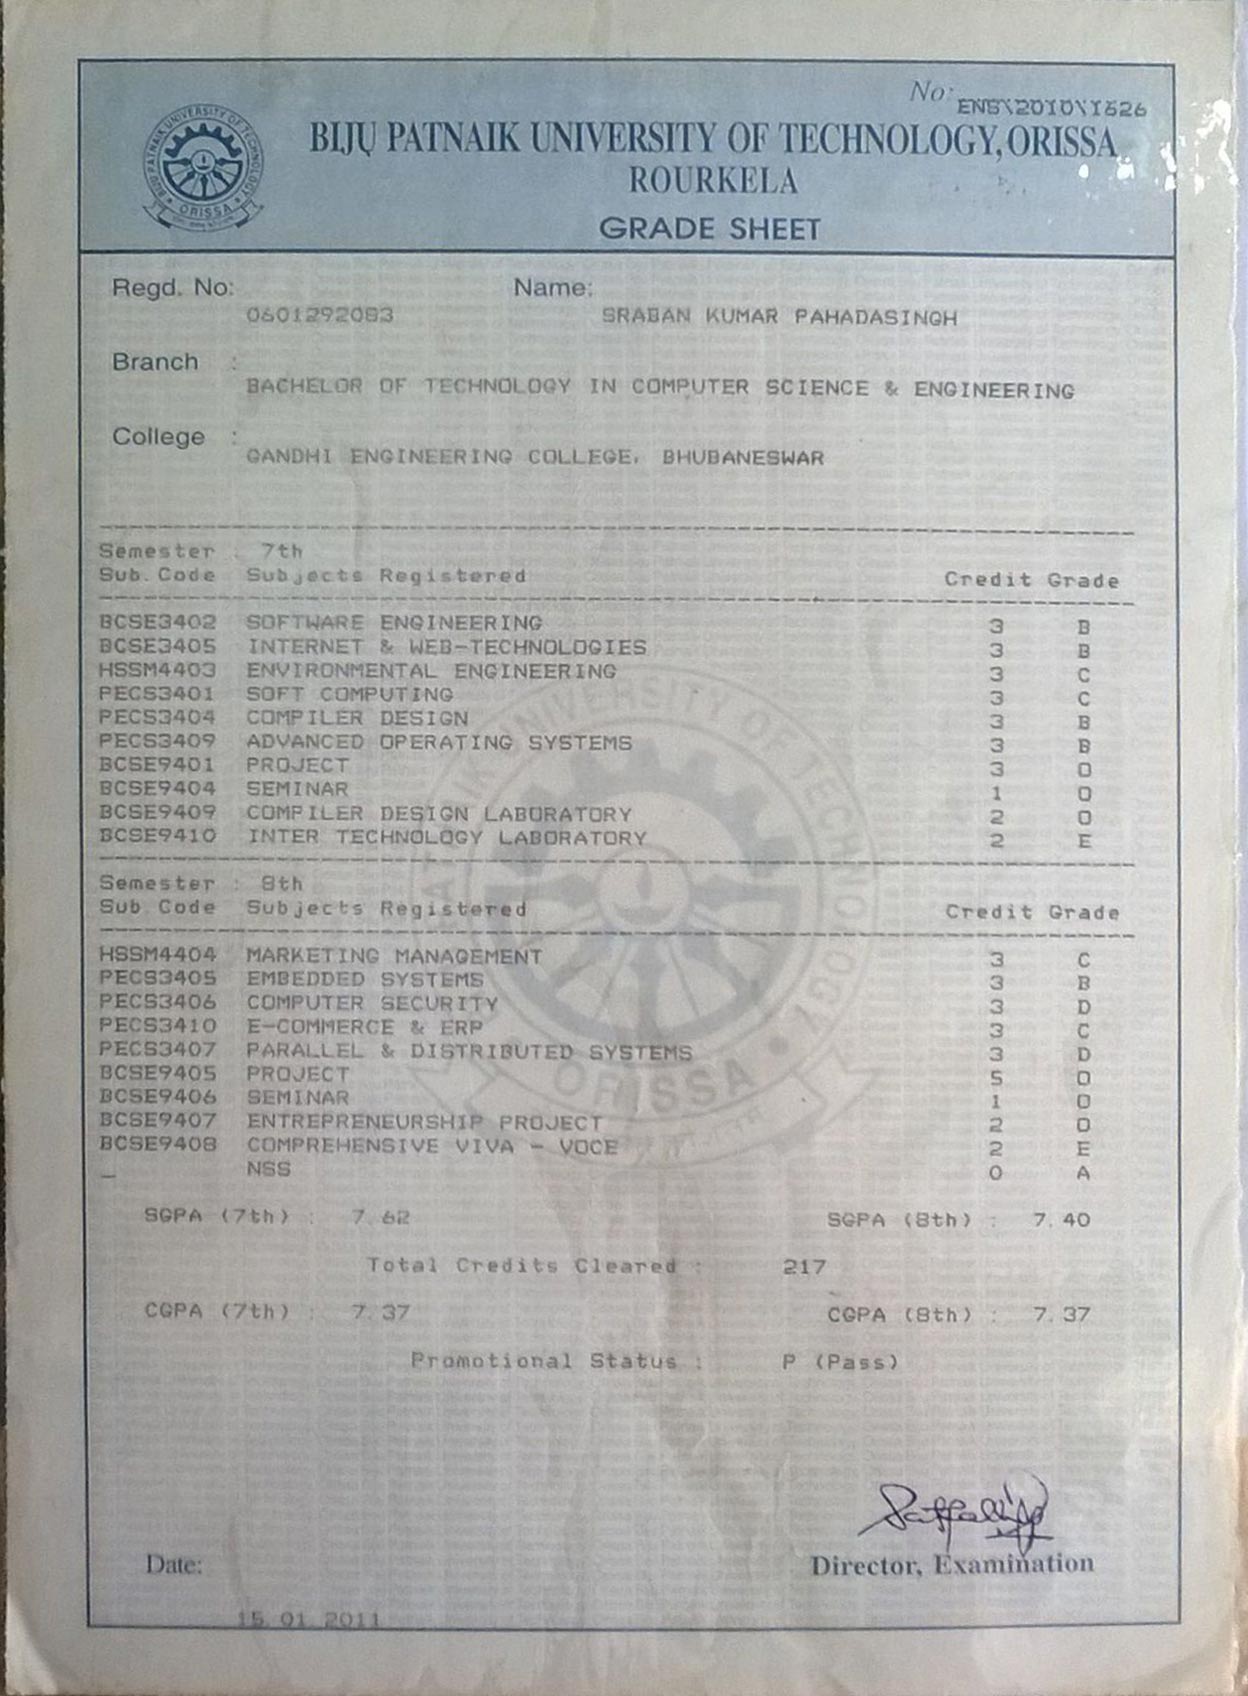 No:
ENG\2010\1626
BIJU PATNAIK UNIVERSITY OF TECHNOLOGY, ORISSA
ROURKELA
GRADE SHEET
BIJU PATNAIK UNIVERSITY OF TECHNOLOGY
ORISSA
Regd. No: Name:
0601292083 SRABAN KUMAR PAHADASINGH
Branch :
BACHELOR OF TECHNOLOGY IN COMPUTER SCIENCE & ENGINEERING
College :
GANDHI ENGINEERING COLLEGE, BHUBANESWAR
Semester : 7th
Sub. Code Subjects Registered Credit Grade
BCSE3402 SOFTWARE ENGINEERING 3 B
BCSE3405 INTERNET & WEB-TECHNOLOGIES 3 B
HSSM4403 ENVIRONMENTAL ENGINEERING 3 C
PECS3401 SOFT COMPUTING 3 C
PECS3404 COMPILER DESIGN 3 B
PECS3409 ADVANCED OPERATING SYSTEMS 3 B
BCSE9401 PROJECT 3 O
BCSE9404 SEMINAR 1 O
BCSE9409 COMPILER DESIGN LABORATORY 2 O
BCSE9410 INTER TECHNOLOGY LABORATORY 2 E
Semester : 8th
Sub. Code Subjects Registered Credit Grade
HSSM4404 MARKETING MANAGEMENT 3 C
PECS3405 EMBEDDED SYSTEMS 3 B
PECS3406 COMPUTER SECURITY 3 D
PECS3410 E-COMMERCE & ERP 3 C
PECS3407 PARALLEL & DISTRIBUTED SYSTEMS 3 D
BCSE9405 PROJECT 5 O
BCSE9406 SEMINAR 1 O
BCSE9407 ENTREPRENEURSHIP PROJECT 2 O
BCSE9408 COMPREHENSIVE VIVA - VOCE 2 E
_ NSS 0 A
SGPA (7th) : 7.62 SGPA (8th) : 7.40
Total Credits Cleared : 217
CGPA (7th) : 7.37 CGPA (8th) : 7.37
Promotional Status : P (Pass)
Director, Examination
Date:
15.01.2011